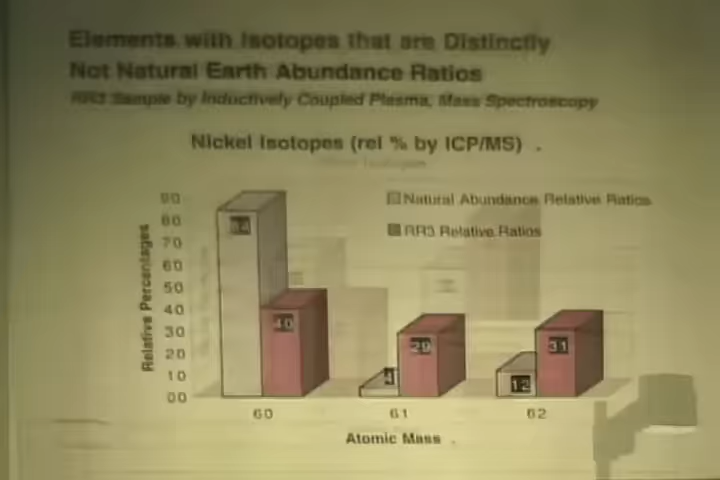 Elements with Isotopes that are Distinctly
Not Natural Earth Abundance Ratios
RR3 Sample by Inductively Coupled Plasma, Mass Spectroscopy
Nickel Isotopes (rel % by ICP/MS)
Natural Abundance Relative Ratios
RR3 Relative Ratios
Relative Percentages
90
80
70
60
50
40
30
20
10
00
84
40
4
29
12
31
60 61 62
Atomic Mass